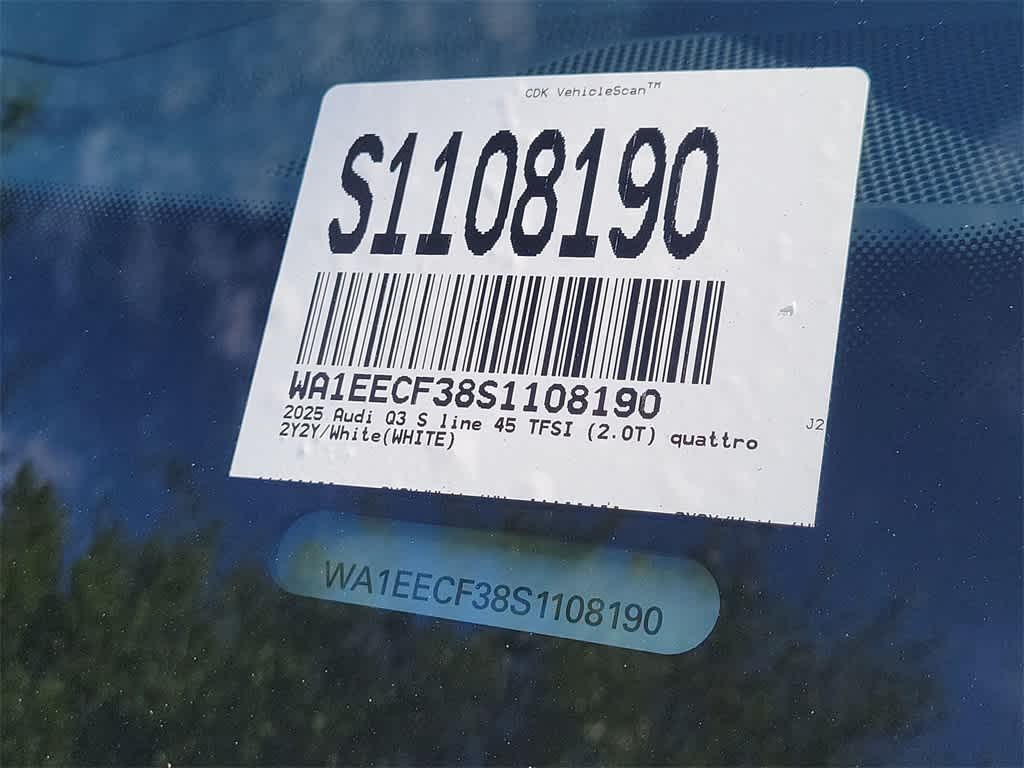 CDK VehicleScan™
S1108190
WA1EECF38S1108190
2025 Audi Q3 S line 45 TFSI (2.0T) quattro
2Y2Y/White(WHITE)
J2
WA1EECF38S1108190